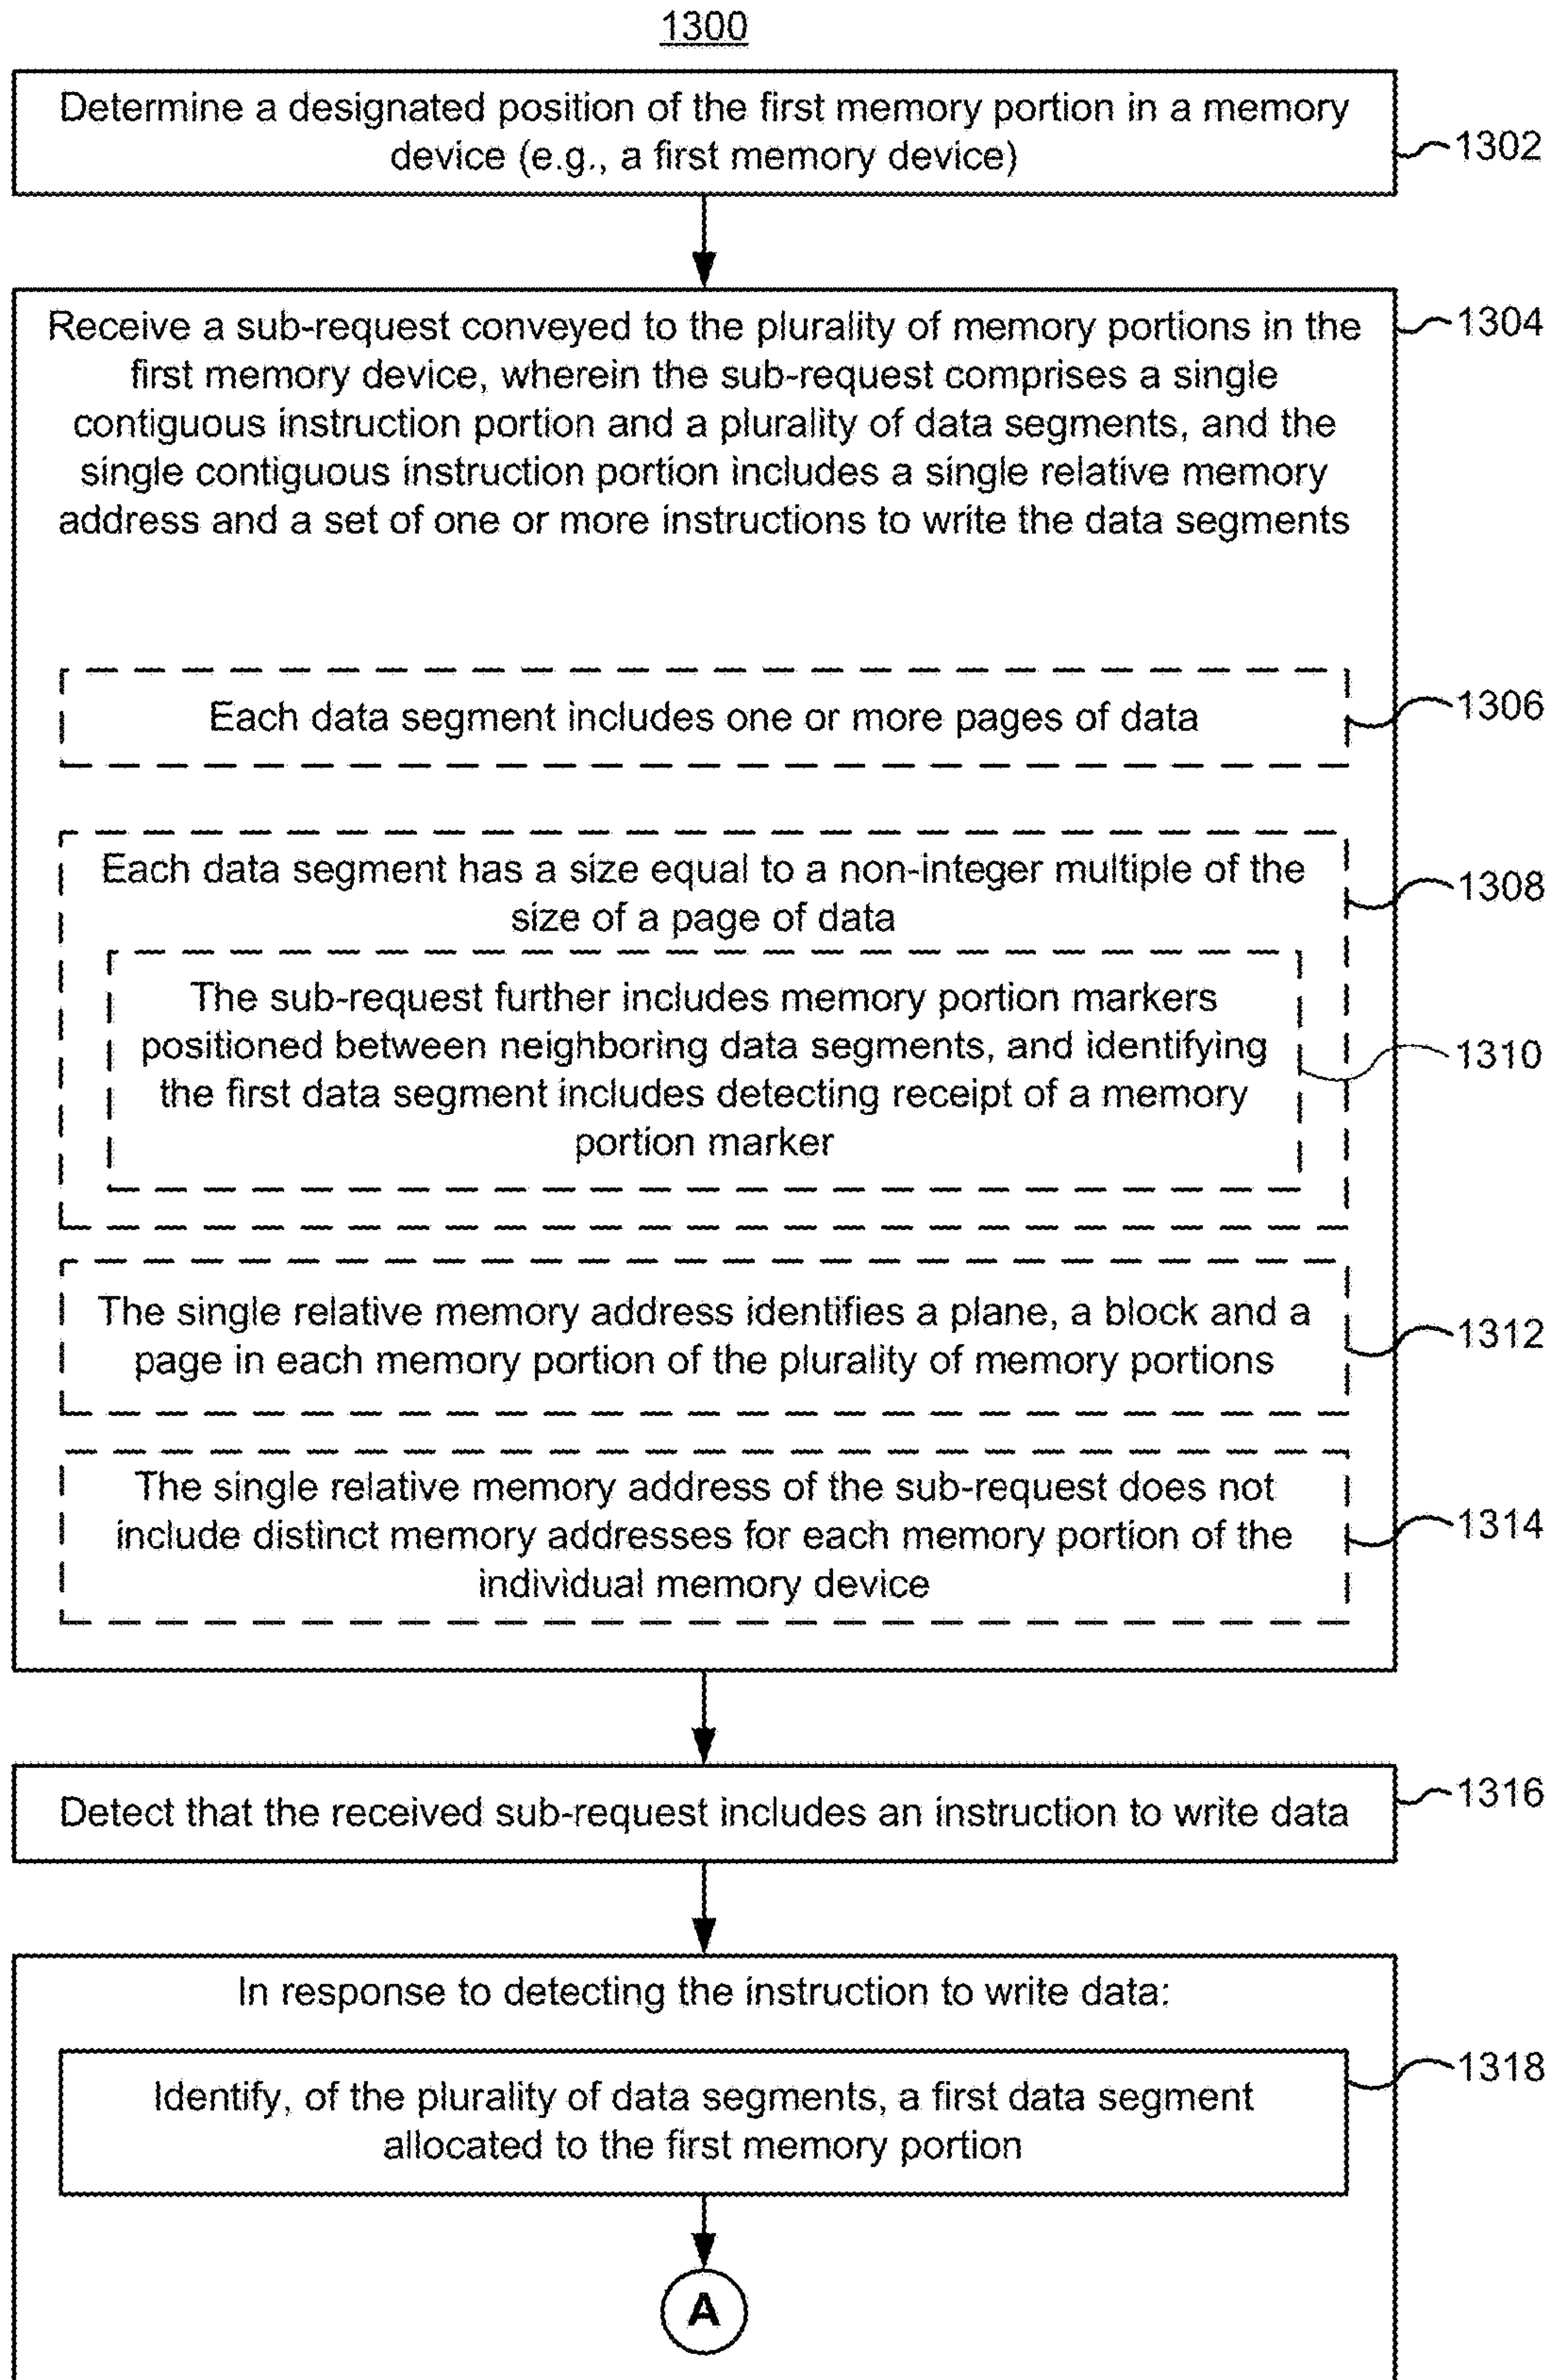 1300
Determine a designated position of the first memory portion in a memory
device (e.g., a first memory device)
1302
Receive a sub-request conveyed to the plurality of memory portions in the
first memory device, wherein the sub-request comprises a single
contiguous instruction portion and a plurality of data segments, and the
single contiguous instruction portion includes a single relative memory
address and a set of one or more instructions to write the data segments
1304
Each data segment includes one or more pages of data
1306
Each data segment has a size equal to a non-integer multiple of the
size of a page of data
1308
The sub-request further includes memory portion markers
positioned between neighboring data segments, and identifying
the first data segment includes detecting receipt of a memory
portion marker
1310
The single relative memory address identifies a plane, a block and a
page in each memory portion of the plurality of memory portions
1312
The single relative memory address of the sub-request does not
include distinct memory addresses for each memory portion of the
individual memory device
1314
Detect that the received sub-request includes an instruction to write data
1316
In response to detecting the instruction to write data:
Identify, of the plurality of data segments, a first data segment
allocated to the first memory portion
1318
A